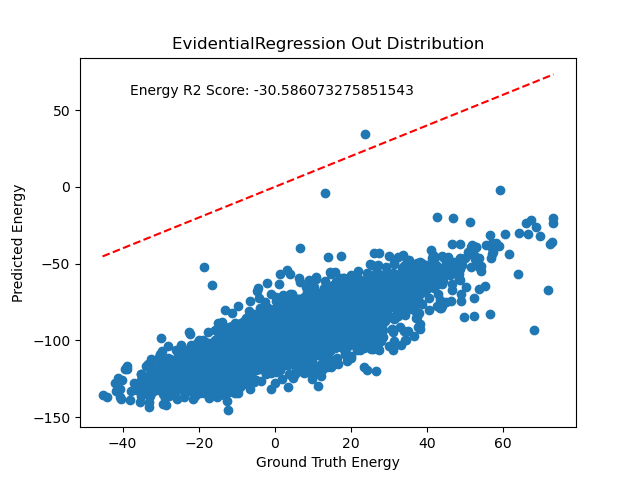 EvidentialRegression Out Distribution
Energy R2 Score: -30.586073275851543
50
0
−50
−100
−150
Predicted Energy
−40 −20 0 20 40 60
Ground Truth Energy